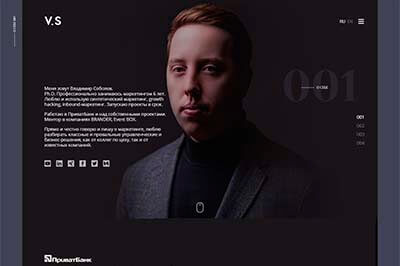 V.S
RU EN
001
Меня зовут Владимир Соболев.
Ph.D. Профессионально занимаюсь маркетингом 6 лет.
Люблю и использую синтетический маркетинг, growth
hacking, inbound-маркетинг. Запускаю проекты в срок.
Работаю в ПриватБанк и над собственными проектами.
Ментор в компаниях BRANDER, Event BOX.
Прямо и честно говорю и пишу о маркетинге, люблю
разбирать классные и провальные управленческие и
бизнес-решения, как от коллег по цеху, так и от
известных компаний.
001
002
003
004
ПриватБанк